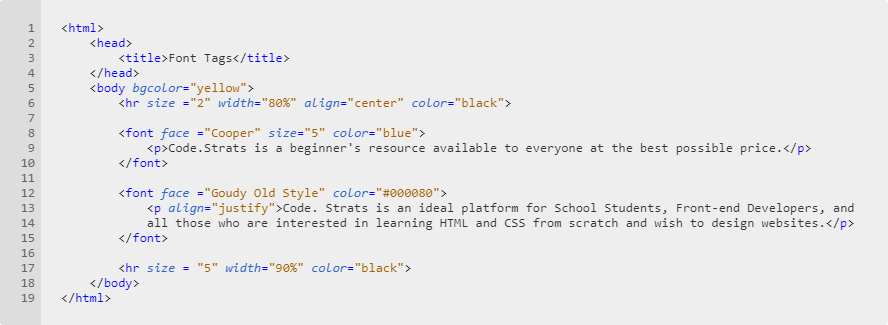 1 <html>
2 <head>
3 <title>Font Tags</title>
4 </head>
5 <body bgcolor="yellow">
6 <hr size ="2" width="80%" align="center" color="black">
7
8 <font face ="Cooper" size="5" color="blue">
9 <p>Code.Strats is a beginner's resource available to everyone at the best possible price.</p>
10 </font>
11
12 <font face ="Goudy Old Style" color="#000080">
13 <p align="justify">Code. Strats is an ideal platform for School Students, Front-end Developers, and
14 all those who are interested in learning HTML and CSS from scratch and wish to design websites.</p>
15 </font>
16
17 <hr size = "5" width="90%" color="black">
18 </body>
19 </html>